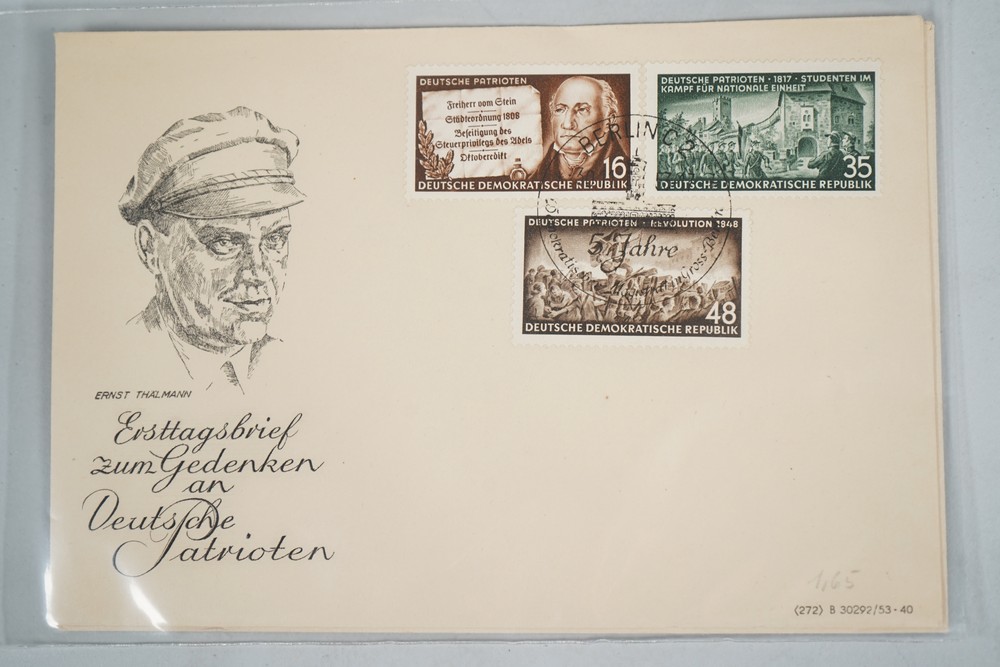 ERNST THÄLMANN
Ersttagsbrief
zum Gedenken
an
Deutsche
Patrioten
DEUTSCHE PATRIOTEN
Freiherr vom Stein
Städteordnung 1808
Beseitigung des
Steuerprivilegs des Adels
Oktoberedikt
16
DEUTSCHE DEMOKRATISCHE REPUBLIK
DEUTSCHE PATRIOTEN · 1817 · STUDENTEN IM
KAMPF FÜR NATIONALE EINHEIT
35
DEUTSCHE DEMOKRATISCHE REPUBLIK
BERLIN C
DEUTSCHE PATRIOTEN · REVOLUTION 1848
5 Jahre
48
DEUTSCHE DEMOKRATISCHE REPUBLIK
1,65
(272) B 30292/53-40